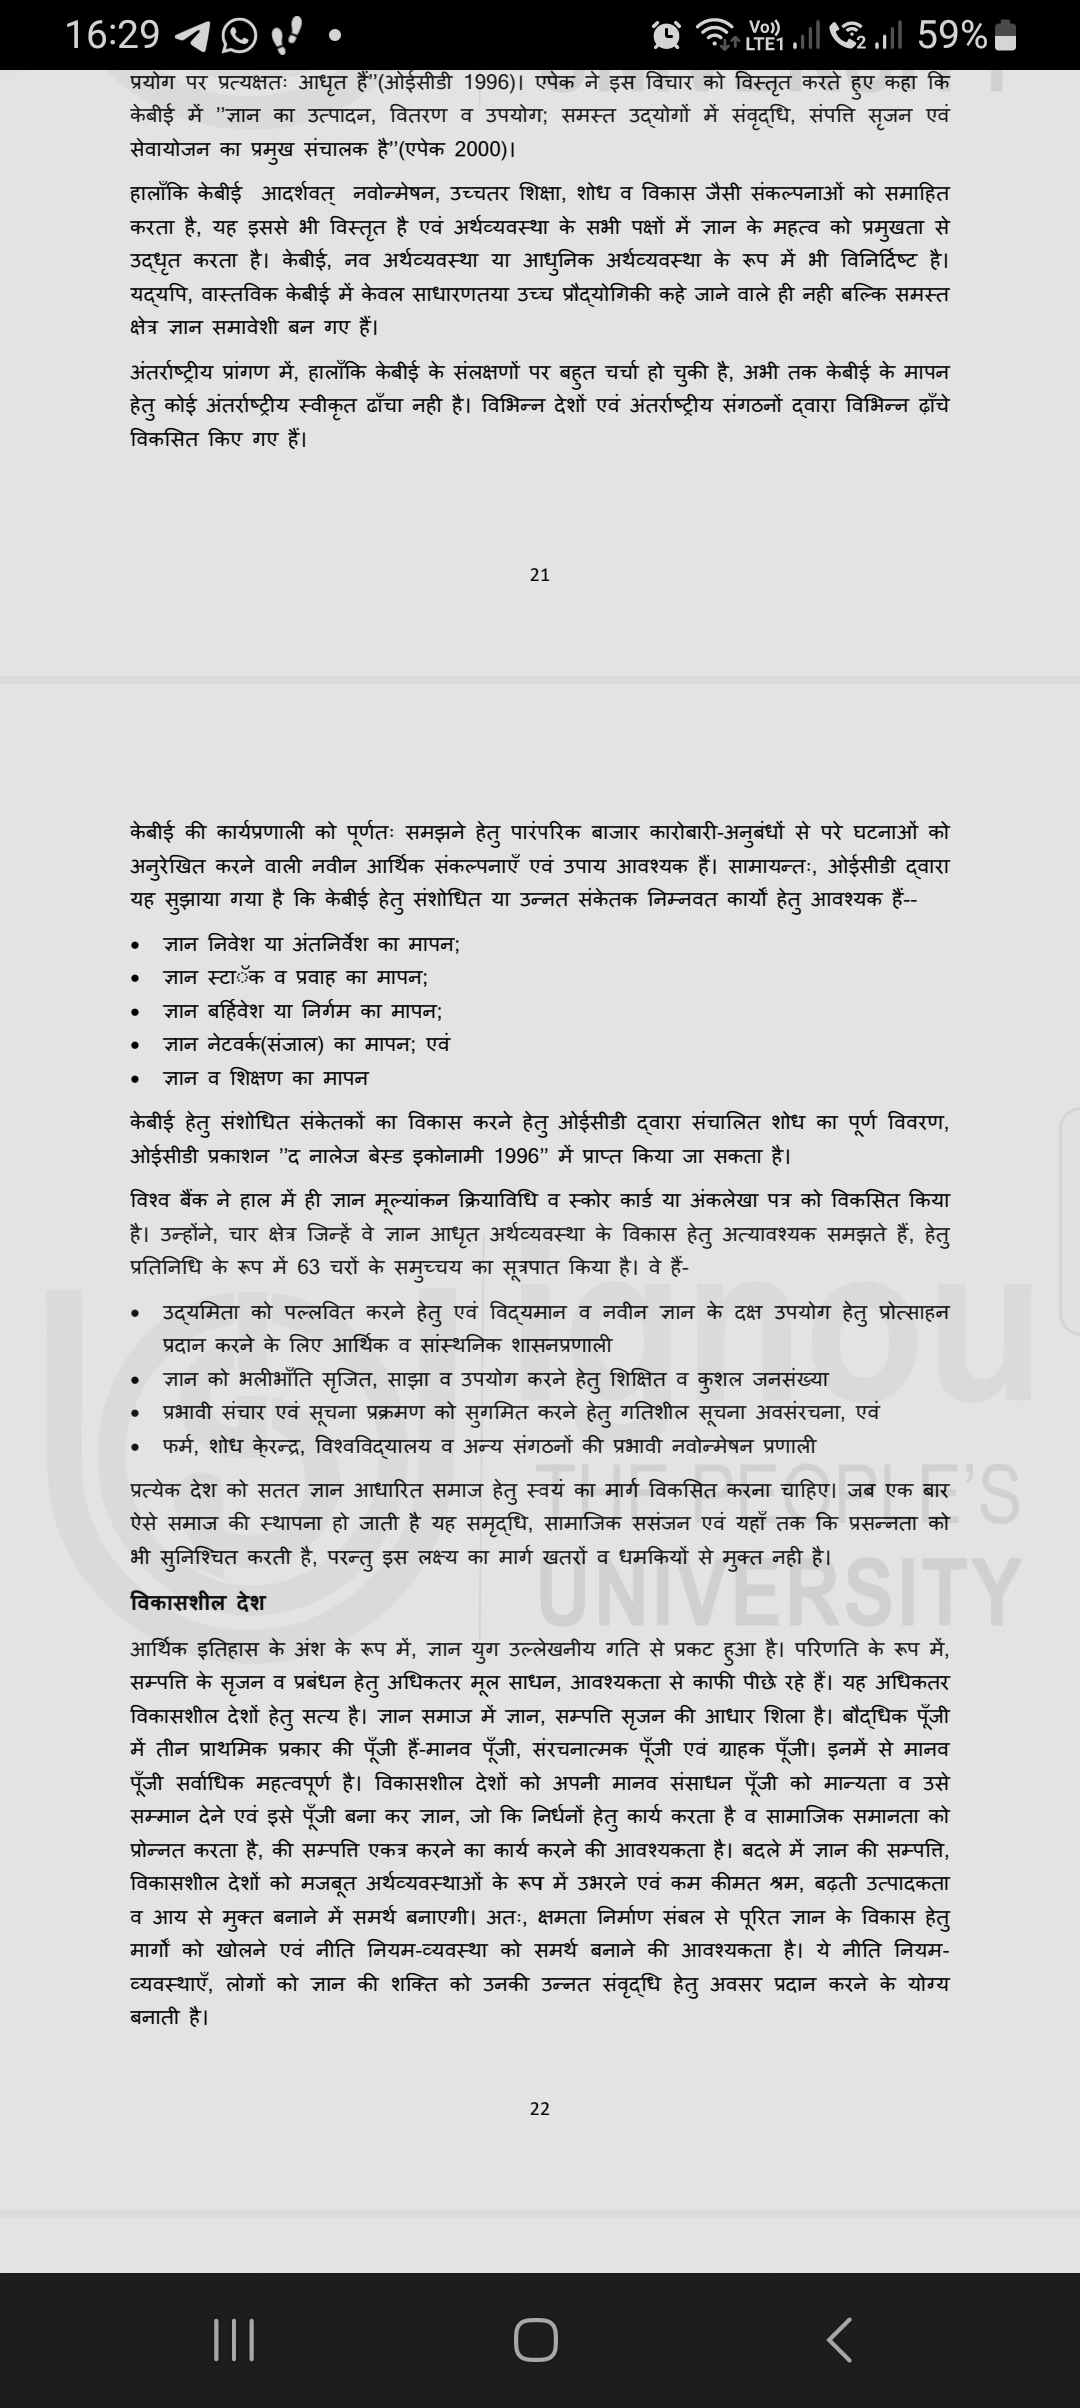 16:29
Vo))
LTE1
2
59%
प्रयोग पर प्रत्यक्षतः आधृत हैं’’(ओईसीडी 1996)। एपेक ने इस विचार को विस्तृत करते हुए कहा कि
केबीई में ’’ज्ञान का उत्पादन, वितरण व उपयोग; समस्त उद्योगों में संवृद्धि, संपत्ति सृजन एवं
सेवायोजन का प्रमुख संचालक है’’(एपेक 2000)।
हालाँकि केबीई आदर्शवत् नवोन्मेषन, उच्चतर शिक्षा, शोध व विकास जैसी संकल्पनाओं को समाहित
करता है, यह इससे भी विस्तृत है एवं अर्थव्यवस्था के सभी पक्षों में ज्ञान के महत्व को प्रमुखता से
उद्धृत करता है। केबीई, नव अर्थव्यवस्था या आधुनिक अर्थव्यवस्था के रूप में भी विनिर्दिष्ट है।
यद्यपि, वास्तविक केबीई में केवल साधारणतया उच्च प्रौद्योगिकी कहे जाने वाले ही नही बल्कि समस्त
क्षेत्र ज्ञान समावेशी बन गए हैं।
अंतर्राष्ट्रीय प्रांगण में, हालाँकि केबीई के संलक्षणों पर बहुत चर्चा हो चुकी है, अभी तक केबीई के मापन
हेतु कोई अंतर्राष्ट्रीय स्वीकृत ढाँचा नही है। विभिन्न देशों एवं अंतर्राष्ट्रीय संगठनों द्वारा विभिन्न ढ़ाँचे
विकसित किए गए हैं।
21
केबीई की कार्यप्रणाली को पूर्णतः समझने हेतु पारंपरिक बाजार कारोबारी-अनुबंधों से परे घटनाओं को
अनुरेखित करने वाली नवीन आर्थिक संकल्पनाएँ एवं उपाय आवश्यक हैं। सामायन्तः, ओईसीडी द्वारा
यह सुझाया गया है कि केबीई हेतु संशोधित या उन्नत संकेतक निम्नवत कार्यों हेतु आवश्यक हैं--
• ज्ञान निवेश या अंतनिर्वेश का मापन;
• ज्ञान स्टाॅक व प्रवाह का मापन;
• ज्ञान बर्हिवेश या निर्गम का मापन;
• ज्ञान नेटवर्क(संजाल) का मापन; एवं
• ज्ञान व शिक्षण का मापन
केबीई हेतु संशोधित संकेतकों का विकास करने हेतु ओईसीडी द्वारा संचालित शोध का पूर्ण विवरण,
ओईसीडी प्रकाशन ’’द नालेज बेस्ड इकोनामी 1996’’ में प्राप्त किया जा सकता है।
विश्व बैंक ने हाल में ही ज्ञान मूल्यांकन क्रियाविधि व स्कोर कार्ड या अंकलेखा पत्र को विकसित किया
है। उन्होंने, चार क्षेत्र जिन्हें वे ज्ञान आधृत अर्थव्यवस्था के विकास हेतु अत्यावश्यक समझते हैं, हेतु
प्रतिनिधि के रूप में 63 चरों के समुच्चय का सूत्रपात किया है। वे हैं-
• उद्यमिता को पल्लवित करने हेतु एवं विद्यमान व नवीन ज्ञान के दक्ष उपयोग हेतु प्रोत्साहन
प्रदान करने के लिए आर्थिक व सांस्थनिक शासनप्रणाली
• ज्ञान को भलीभाँति सृजित, साझा व उपयोग करने हेतु शिक्षित व कुशल जनसंख्या
• प्रभावी संचार एवं सूचना प्रक्रमण को सुगमित करने हेतु गतिशील सूचना अवसंरचना, एवं
• फर्म, शोध के्रन्द्र, विश्वविद्यालय व अन्य संगठनों की प्रभावी नवोन्मेषन प्रणाली
ignou
THE PEOPLE'S
UNIVERSITY
प्रत्येक देश को सतत ज्ञान आधारित समाज हेतु स्वयं का मार्ग विकसित करना चाहिए। जब एक बार
ऐसे समाज की स्थापना हो जाती है यह समृद्धि, सामाजिक ससंजन एवं यहाँ तक कि प्रसन्नता को
भी सुनिश्चित करती है, परन्तु इस लक्ष्य का मार्ग खतरों व धमकियों से मुक्त नही है।
विकासशील देश
आर्थिक इतिहास के अंश के रूप में, ज्ञान युग उल्लेखनीय गति से प्रकट हुआ है। परिणति के रूप में,
सम्पत्ति के सृजन व प्रबंधन हेतु अधिकतर मूल साधन, आवश्यकता से काफी पीछे रहे हैं। यह अधिकतर
विकासशील देशों हेतु सत्य है। ज्ञान समाज में ज्ञान, सम्पत्ति सृजन की आधार शिला है। बौद्धिक पूँजी
में तीन प्राथमिक प्रकार की पूँजी हैं-मानव पूँजी, संरचनात्मक पूँजी एवं ग्राहक पूँजी। इनमें से मानव
पूँजी सर्वाधिक महत्वपूर्ण है। विकासशील देशों को अपनी मानव संसाधन पूँजी को मान्यता व उसे
सम्मान देने एवं इसे पूँजी बना कर ज्ञान, जो कि निर्धनों हेतु कार्य करता है व सामाजिक समानता को
प्रोन्नत करता है, की सम्पत्ति एकत्र करने का कार्य करने की आवश्यकता है। बदले में ज्ञान की सम्पत्ति,
विकासशील देशों को मजबूत अर्थव्यवस्थाओं के रूप में उभरने एवं कम कीमत श्रम, बढ़ती उत्पादकता
व आय से मुक्त बनाने में समर्थ बनाएगी। अतः, क्षमता निर्माण संबल से पूरित ज्ञान के विकास हेतु
मार्गों को खोलने एवं नीति नियम-व्यवस्था को समर्थ बनाने की आवश्यकता है। ये नीति नियम-
व्यवस्थाएँ, लोगों को ज्ञान की शक्ति को उनकी उन्नत संवृद्धि हेतु अवसर प्रदान करने के योग्य
बनाती है।
22